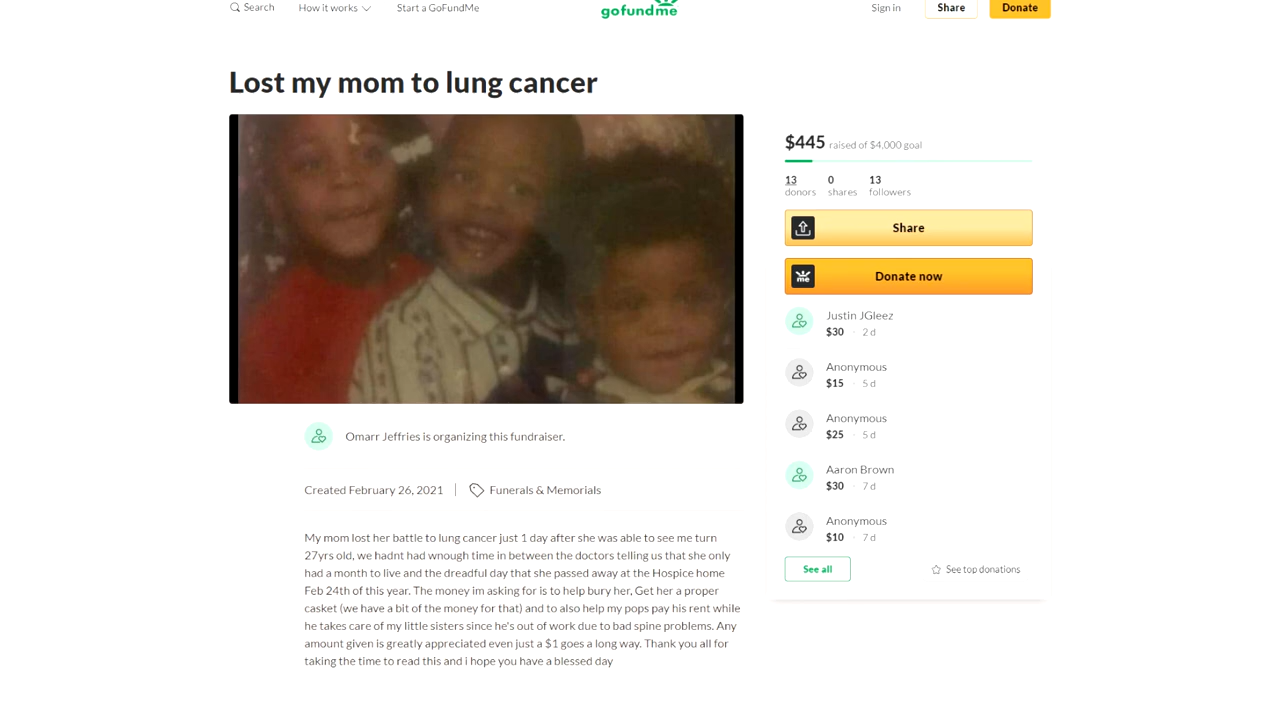 Search
How it works
Start a GoFundMe
gofundme
Sign in
Share
Donate
Lost my mom to lung cancer
$445 raised of $4,000 goal
13 donors
0 shares
13 followers
Share
me
Donate now
Justin JGleez
$30 · 2 d
Anonymous
$15 · 5 d
Anonymous
$25 · 5 d
Aaron Brown
$30 · 7 d
Anonymous
$10 · 7 d
See all
See top donations
Omarr Jeffries is organizing this fundraiser.
Created February 26, 2021
Funerals & Memorials
My mom lost her battle to lung cancer just 1 day after she was able to see me turn
27yrs old, we hadnt had wnough time in between the doctors telling us that she only
had a month to live and the dreadful day that she passed away at the Hospice home
Feb 24th of this year. The money im asking for is to help bury her, Get her a proper
casket (we have a bit of the money for that) and to also help my pops pay his rent while
he takes care of my little sisters since he's out of work due to bad spine problems. Any
amount given is greatly appreciated even just a $1 goes a long way. Thank you all for
taking the time to read this and i hope you have a blessed day